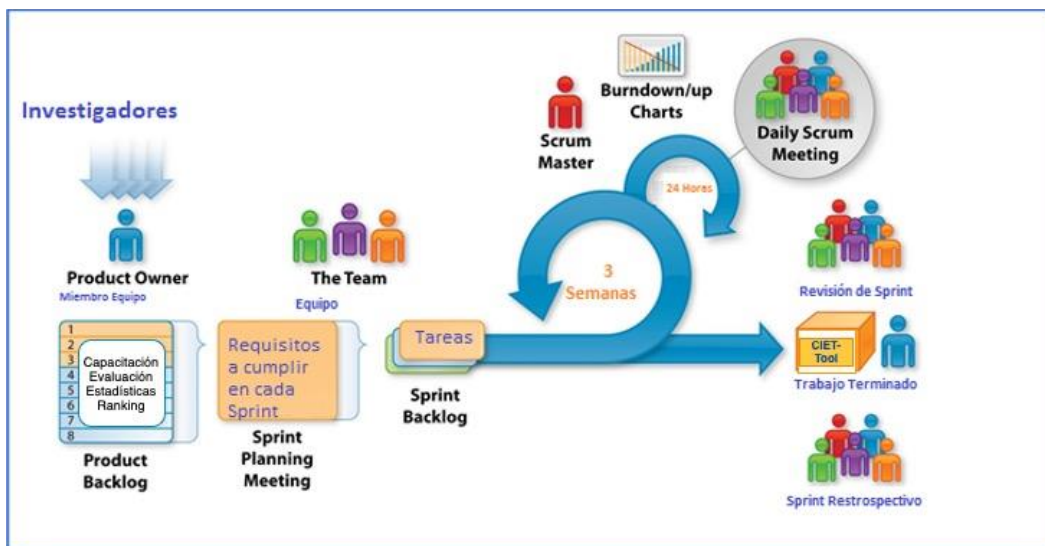 Investigadores
Product Owner
Miembro Equipo
1
2
3
4
5
6
7
8
Capacitación
Evaluación
Estadísticas
Ranking
Product
Backlog
The Team
Equipo
Requisitos
a cumplir
en cada
Sprint
Sprint
Planning
Meeting
Tareas
Sprint
Backlog
Scrum
Master
Burndown/up
Charts
Daily Scrum
Meeting
24 Horas
3
Semanas
Revisión de Sprint
CIET-
Tool
Trabajo Terminado
Sprint Restrospectivo